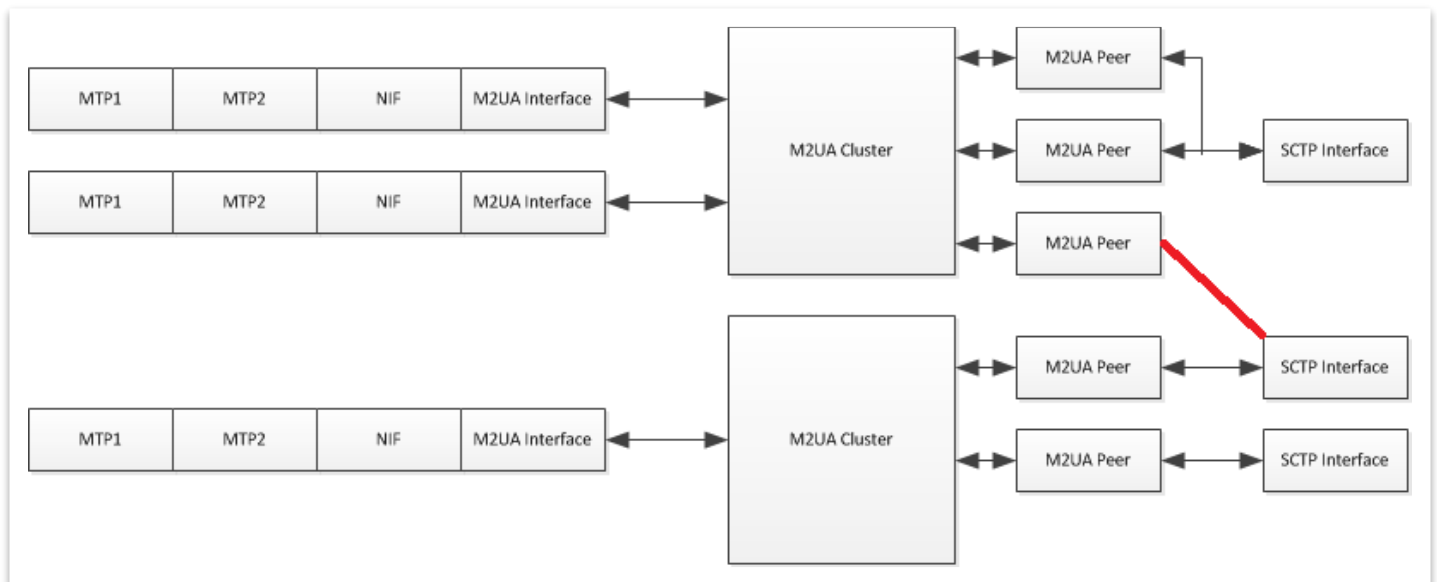 M2UA Peer
MTP1 MTP2 NIF M2UA Interface
M2UA Cluster M2UA Peer SCTP Interface
MTP1 MTP2 NIF M2UA Interface
M2UA Peer
M2UA Peer SCTP Interface
MTP1 MTP2 NIF M2UA Interface
M2UA Cluster
M2UA Peer SCTP Interface